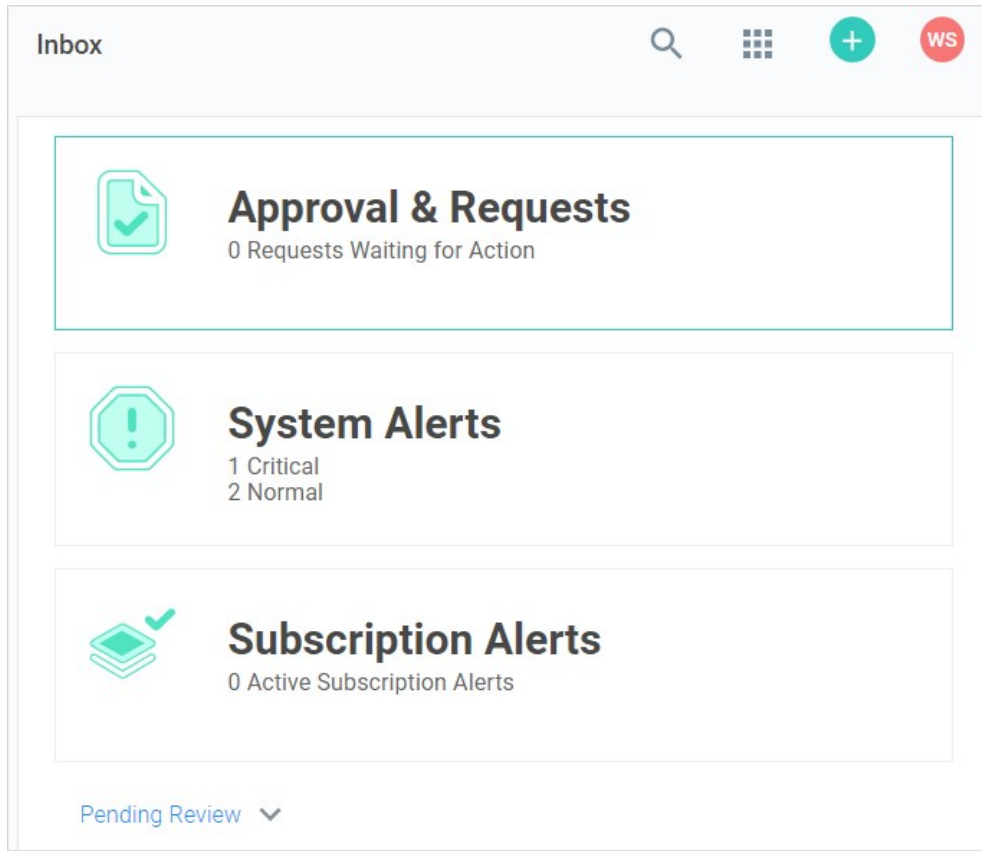 Inbox
WS
Approval & Requests
0 Requests Waiting for Action
System Alerts
1 Critical
2 Normal
Subscription Alerts
0 Active Subscription Alerts
Pending Review